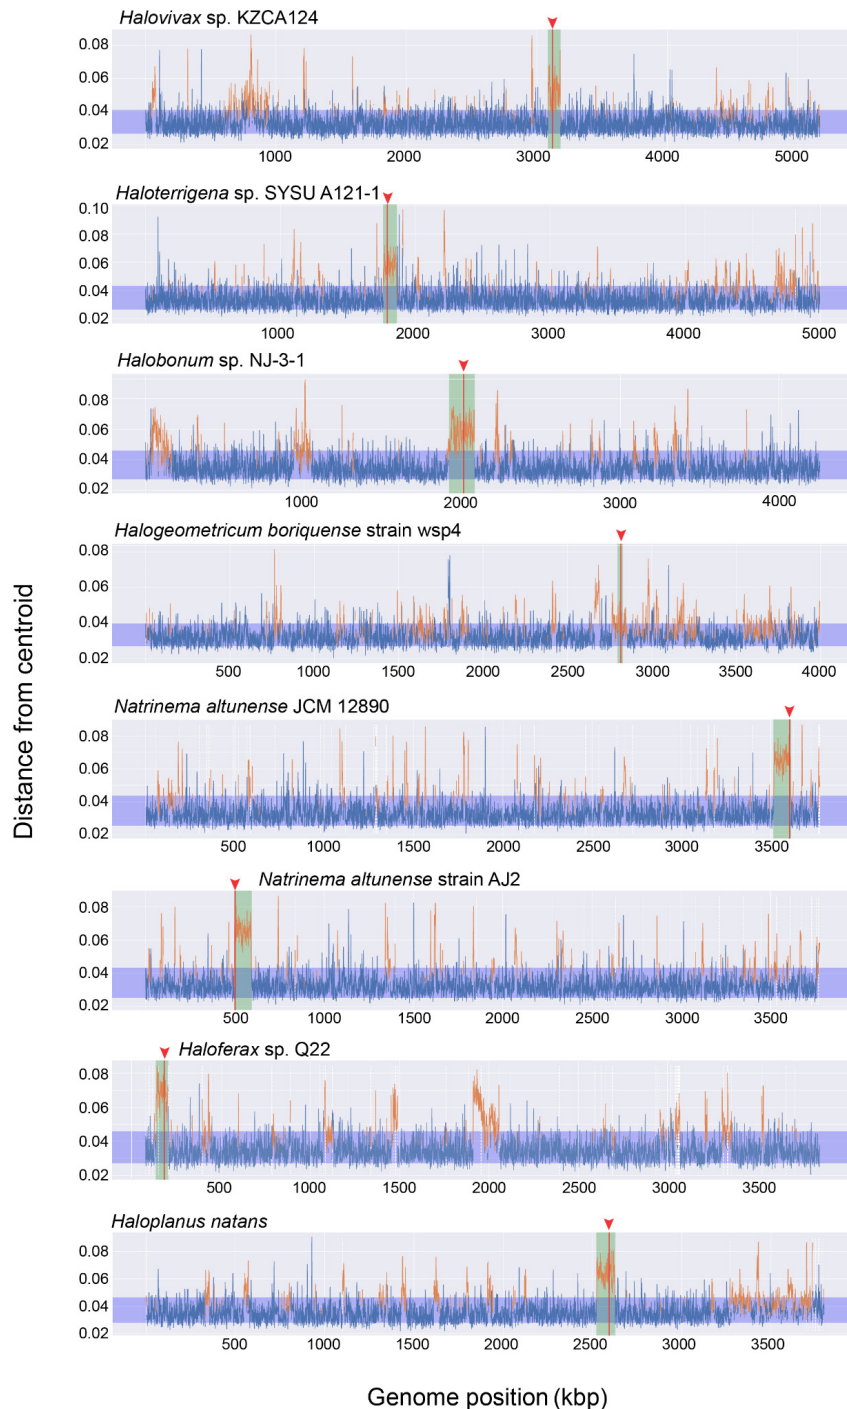 Halovivax sp. KZCA124
0.08
0.06
0.04
0.02
1000 2000 3000 4000 5000
Haloterrigena sp. SYSU A121-1
0.10
0.08
0.06
0.04
0.02
1000 2000 3000 4000 5000
Halobonum sp. NJ-3-1
0.08
0.06
0.04
0.02
1000 2000 3000 4000
Halogeometricum boriquense strain wsp4
0.08
0.06
0.04
0.02
500 1000 1500 2000 2500 3000 3500 4000
Natrinema altunense JCM 12890
0.08
0.06
0.04
0.02
500 1000 1500 2000 2500 3000 3500
Natrinema altunense strain AJ2
0.08
0.06
0.04
0.02
500 1000 1500 2000 2500 3000 3500
Haloferax sp. Q22
0.08
0.06
0.04
0.02
500 1000 1500 2000 2500 3000 3500
Haloplanus natans
0.08
0.06
0.04
0.02
500 1000 1500 2000 2500 3000 3500
Distance from centroid
Genome position (kbp)